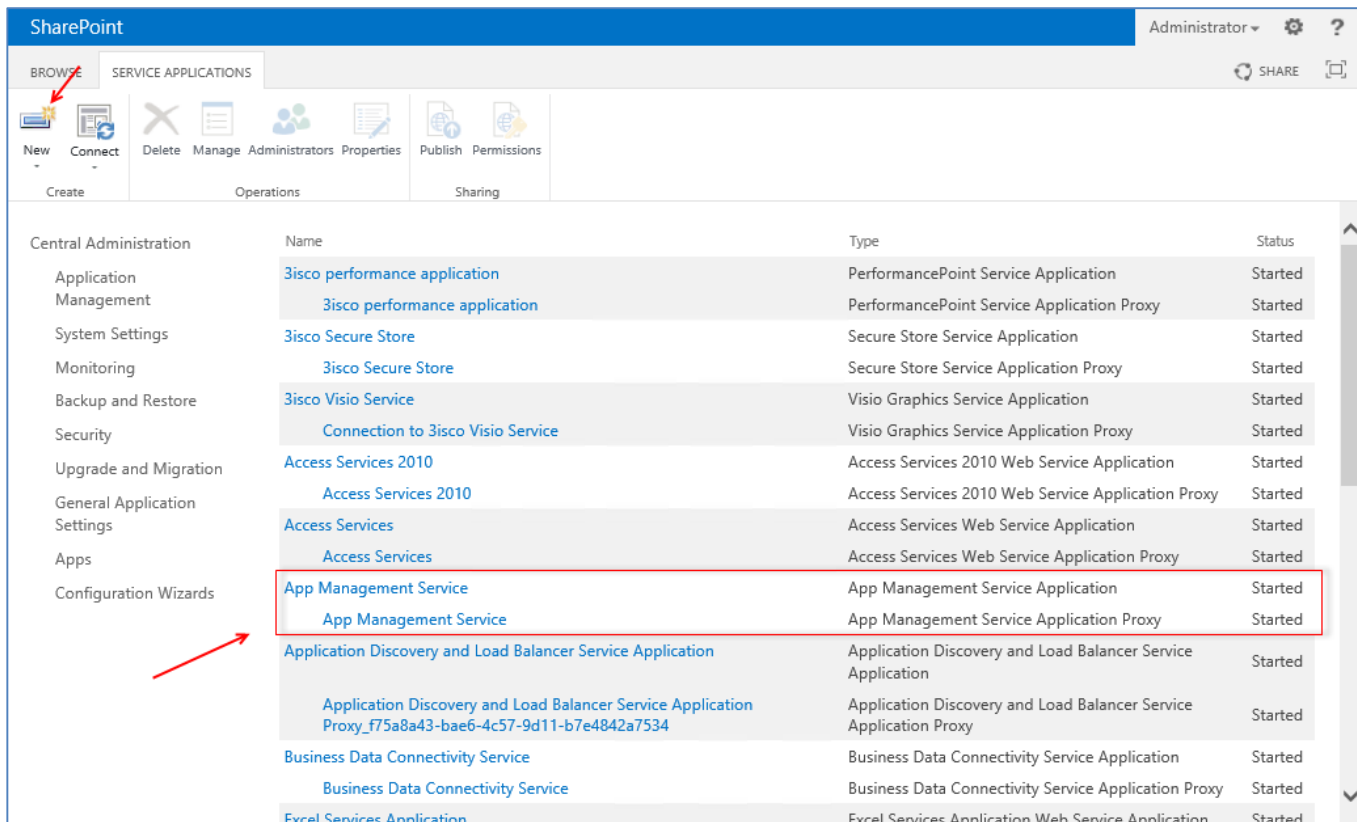 SharePoint
Administrator
?
BROWSE
SERVICE APPLICATIONS
SHARE
New
Connect
Delete
Manage
Administrators
Properties
Publish
Permissions
Create
Operations
Sharing
Central Administration
Application
Management
System Settings
Monitoring
Backup and Restore
Security
Upgrade and Migration
General Application
Settings
Apps
Configuration Wizards
Name Type Status
3isco performance application PerformancePoint Service Application Started
3isco performance application PerformancePoint Service Application Proxy Started
3isco Secure Store Secure Store Service Application Started
3isco Secure Store Secure Store Service Application Proxy Started
3isco Visio Service Visio Graphics Service Application Started
Connection to 3isco Visio Service Visio Graphics Service Application Proxy Started
Access Services 2010 Access Services 2010 Web Service Application Started
Access Services 2010 Access Services 2010 Web Service Application Proxy Started
Access Services Access Services Web Service Application Started
Access Services Access Services Web Service Application Proxy Started
App Management Service App Management Service Application Started
App Management Service App Management Service Application Proxy Started
Application Discovery and Load Balancer Service Application
Application Discovery and Load Balancer Service
Application
Started
Application Discovery and Load Balancer Service Application
Proxy_f75a8a43-bae6-4c57-9d11-b7e4842a7534
Application Discovery and Load Balancer Service
Application Proxy
Started
Business Data Connectivity Service Business Data Connectivity Service Application Started
Business Data Connectivity Service Business Data Connectivity Service Application Proxy Started
Excel Services Application Excel Services Application Web Service Application Started